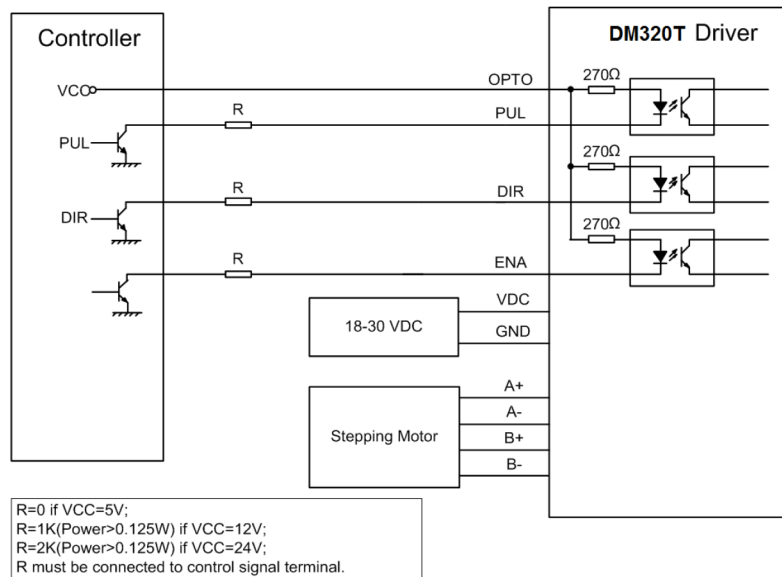 Controller
DM320T Driver
VCC
OPTO
270Ω
R
PUL
PUL
270Ω
R
DIR
DIR
270Ω
R
ENA
VDC
18-30 VDC
GND
A+
A-
Stepping Motor
B+
B-
R=0 if VCC=5V;
R=1K(Power>0.125W) if VCC=12V;
R=2K(Power>0.125W) if VCC=24V;
R must be connected to control signal terminal.